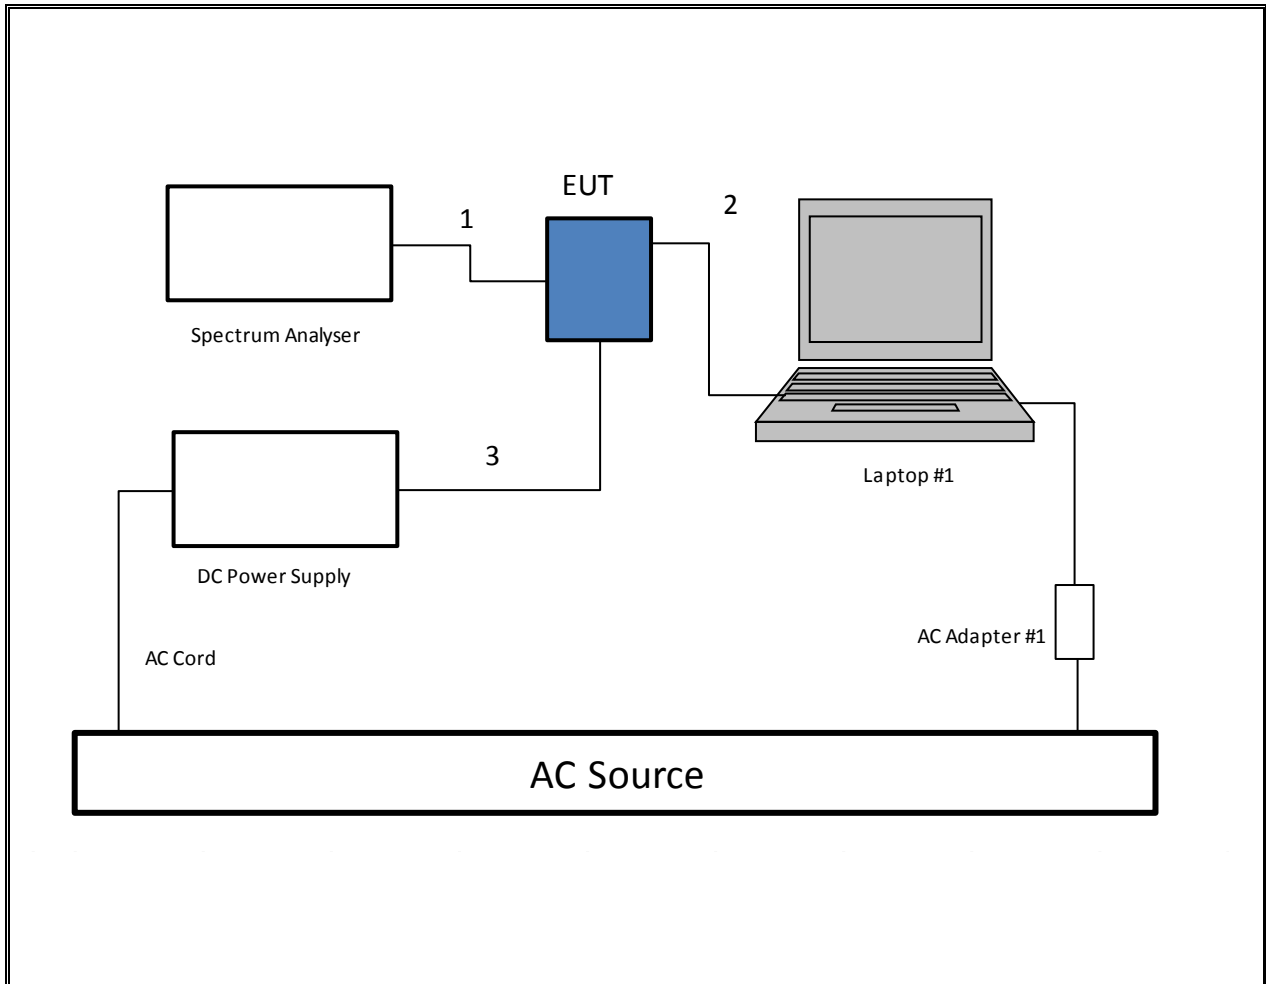 EUT
1
2
Spectrum Analyser
3
Laptop #1
DC Power Supply
AC Adapter #1
AC Cord
AC Source